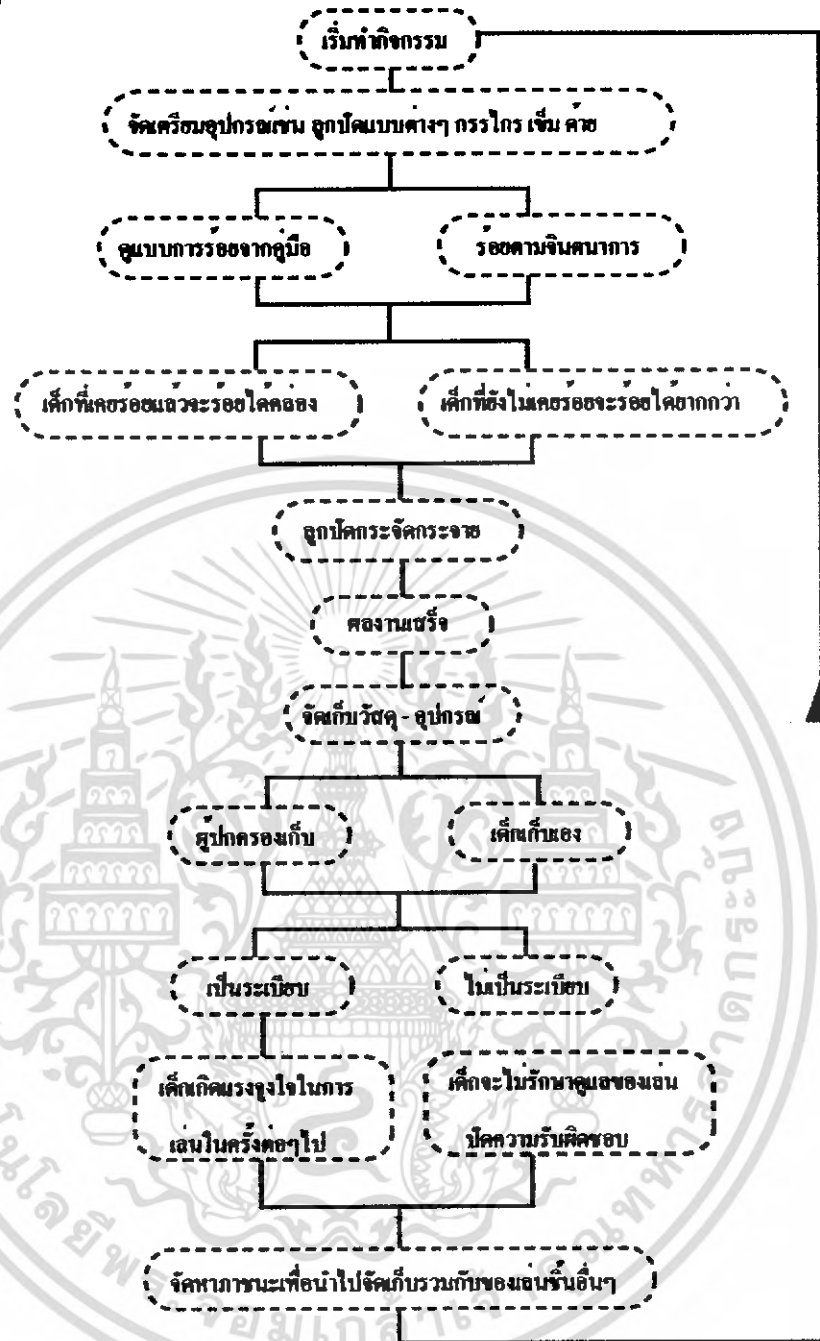 เริ่มทำกิจกรรม
จัดเตรียมอุปกรณ์เช่น ลูกปัดแบบต่างๆ กรรไกร เข็ม ด้าย
ดูแบบการร้อยจากคู่มือ
ร้อยตามจินตนาการ
เด็กที่เคยร้อยแล้วจะร้อยได้คล่อง
เด็กที่ยังไม่เคยร้อยจะร้อยได้ยากกว่า
ลูกปัดกระจัดกระจาย
ผลงานเสร็จ
จัดเก็บวัสดุ - อุปกรณ์
ผู้ปกครองเก็บ
เด็กเก็บเอง
เป็นระเบียบ
ไม่เป็นระเบียบ
เด็กเกิดแรงจูงใจในการ
เล่นในครั้งต่อๆไป
เด็กจะไม่รักษาดูแลของเล่น
ปัดความรับผิดชอบ
จัดหาภาชนะเพื่อนำไปจัดเก็บรวมกับของเล่นชิ้นอื่นๆ